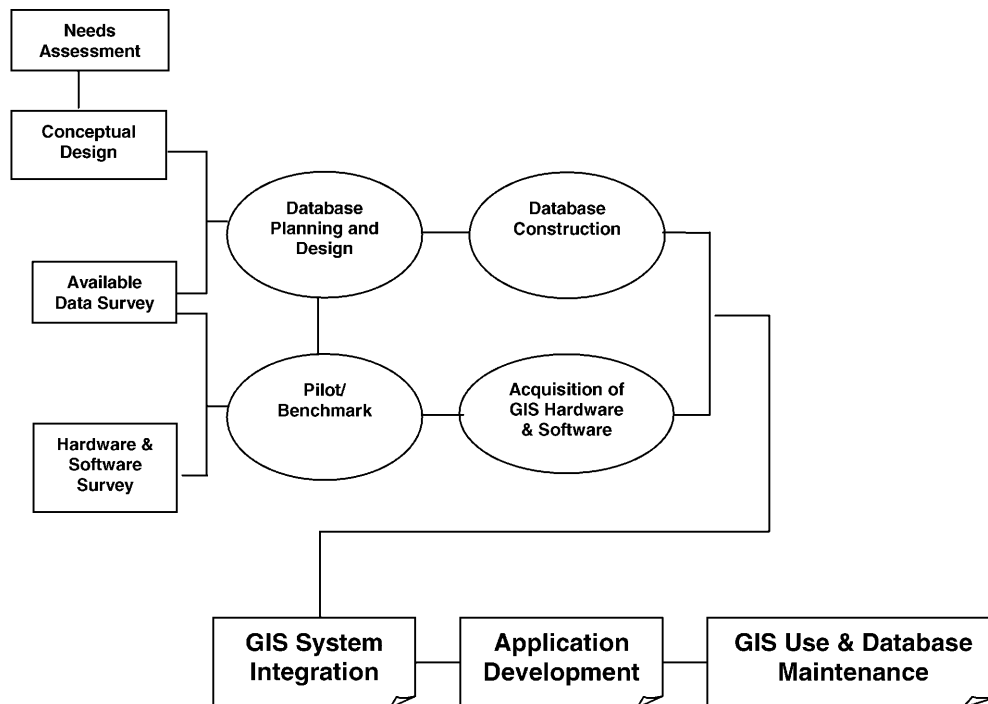 Needs
Assessment
Conceptual
Design
Available
Data Survey
Hardware &
Software
Survey
Database
Planning and
Design
Database
Construction
Pilot/
Benchmark
Acquisition of
GIS Hardware
& Software
GIS System
Integration
Application
Development
GIS Use & Database
Maintenance